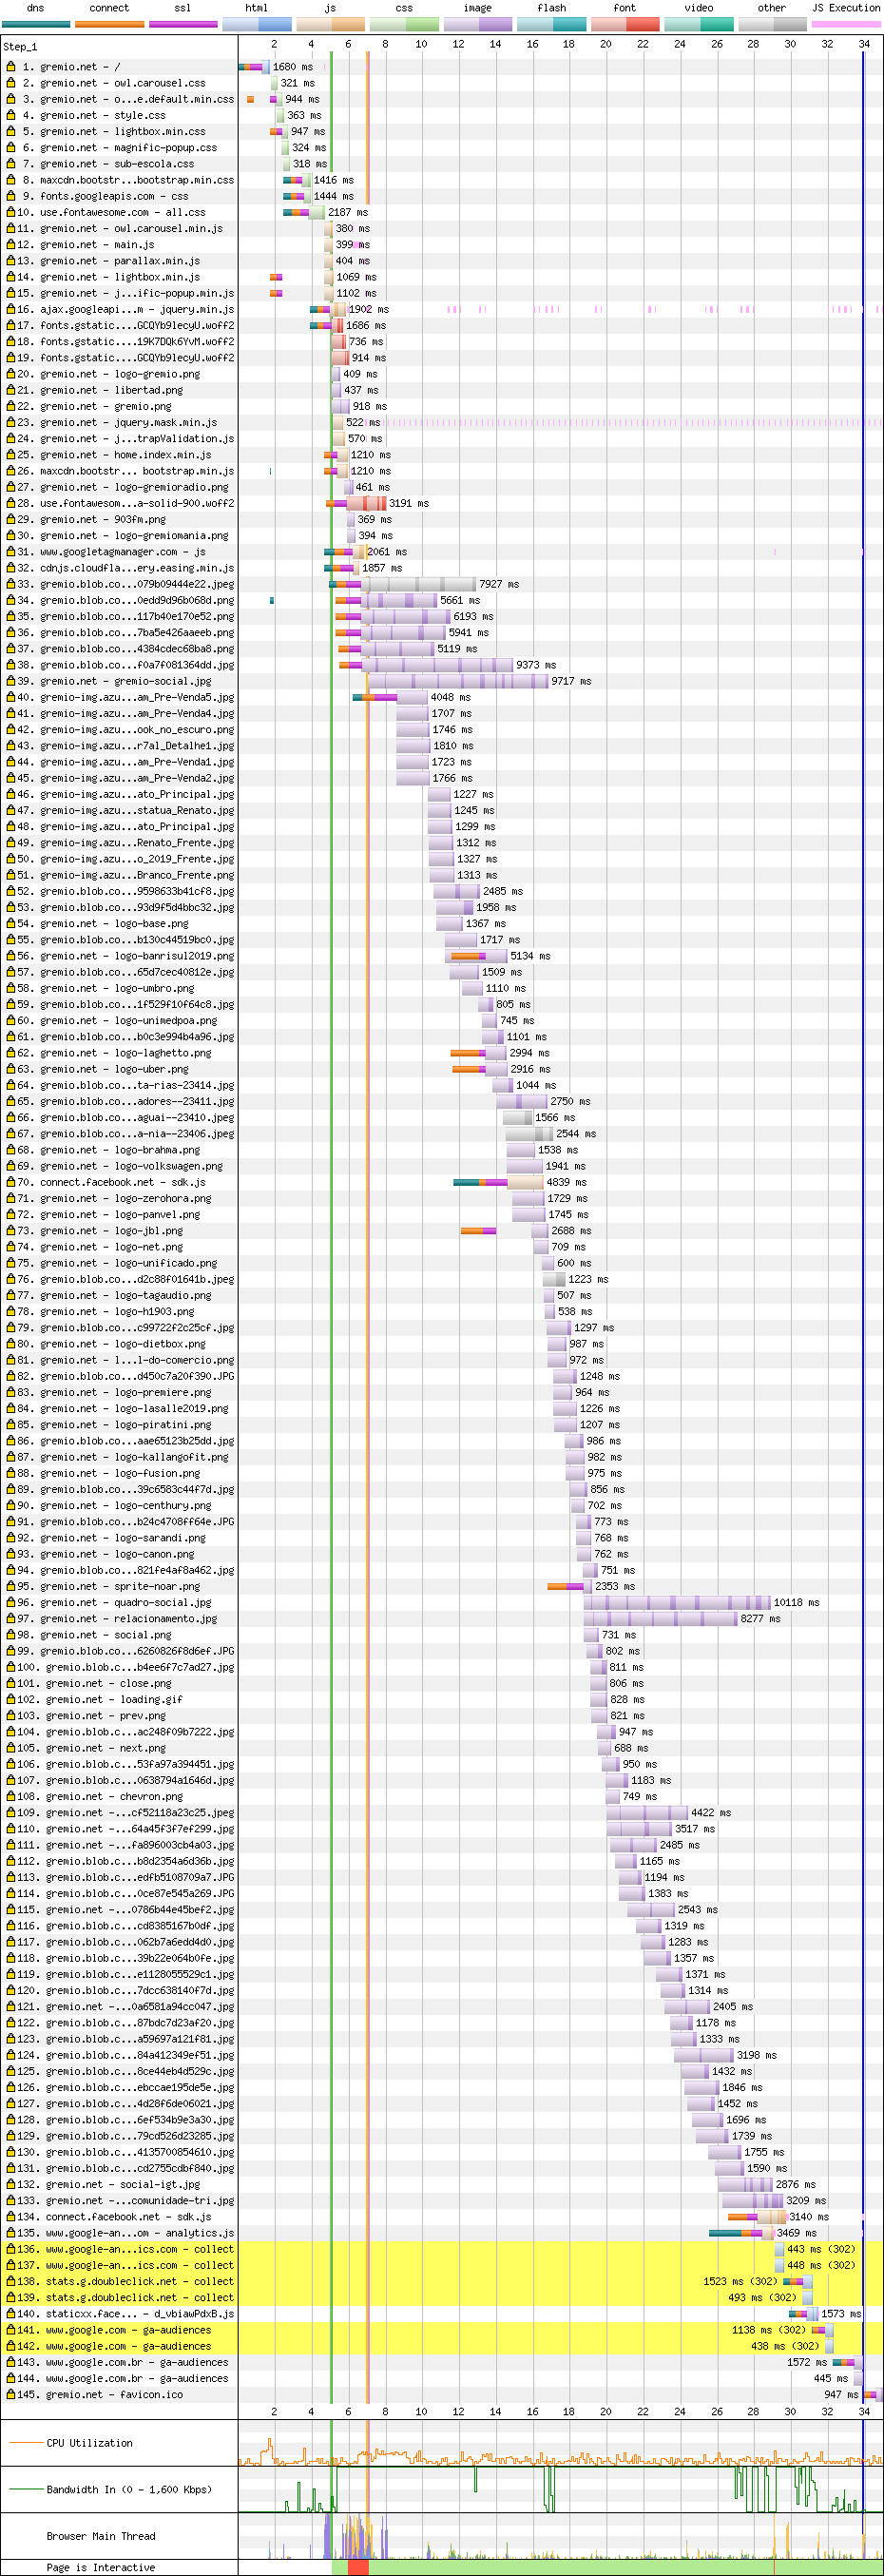 dns connect ssl html js css image flash font video other JS Execution
Step_1 2 4 6 8 10 12 14 16 18 20 22 24 26 28 30 32 34
1. gremio.net - / 1680 ms
2. gremio.net - owl.carousel.css 321 ms
3. gremio.net - o...e.default.min.css 944 ms
4. gremio.net - style.css 363 ms
5. gremio.net - lightbox.min.css 947 ms
6. gremio.net - magnific-popup.css 324 ms
7. gremio.net - sub-escola.css 318 ms
8. maxcdn.bootstr...bootstrap.min.css 1416 ms
9. fonts.googleapis.com - css 1444 ms
10. use.fontawesome.com - all.css 2187 ms
11. gremio.net - owl.carousel.min.js 380 ms
12. gremio.net - main.js 399 ms
13. gremio.net - parallax.min.js 404 ms
14. gremio.net - lightbox.min.js 1069 ms
15. gremio.net - j...ific-popup.min.js 1102 ms
16. ajax.googleapi...m - jquery.min.js 1902 ms
17. fonts.gstatic....GCQYb9lecyU.woff2 1686 ms
18. fonts.gstatic....19K7DQk6YvM.woff2 736 ms
19. fonts.gstatic....GCQYb9lecyU.woff2 914 ms
20. gremio.net - logo-gremio.png 409 ms
21. gremio.net - libertad.png 437 ms
22. gremio.net - gremio.png 918 ms
23. gremio.net - jquery.mask.min.js 522 ms
24. gremio.net - j...trapValidation.js 570 ms
25. gremio.net - home.index.min.js 1210 ms
26. maxcdn.bootstr... bootstrap.min.js 1210 ms
27. gremio.net - logo-gremioradio.png 461 ms
28. use.fontawesom...a-solid-900.woff2 3191 ms
29. gremio.net - 903fm.png 369 ms
30. gremio.net - logo-gremiomania.png 394 ms
31. www.googletagmanager.com - js 2061 ms
32. cdnjs.cloudfla...ery.easing.min.js 1857 ms
33. gremio.blob.co...079b09444e22.jpeg 7927 ms
34. gremio.blob.co...0edd9d96b068d.png 5661 ms
35. gremio.blob.co...117b40e170e52.png 6193 ms
36. gremio.blob.co...7ba5e426aaeeb.png 5941 ms
37. gremio.blob.co...4384cdec68ba8.png 5119 ms
38. gremio.blob.co...f0a7f081364dd.jpg 9373 ms
39. gremio.net - gremio-social.jpg 9717 ms
40. gremio-img.azu...am_Pre-Venda5.jpg 4048 ms
41. gremio-img.azu...am_Pre-Venda4.jpg 1707 ms
42. gremio-img.azu...ook_no_escuro.png 1746 ms
43. gremio-img.azu...r7al_Detalhe1.jpg 1810 ms
44. gremio-img.azu...am_Pre-Venda1.jpg 1723 ms
45. gremio-img.azu...am_Pre-Venda2.jpg 1766 ms
46. gremio-img.azu...ato_Principal.jpg 1227 ms
47. gremio-img.azu...statua_Renato.jpg 1245 ms
48. gremio-img.azu...ato_Principal.jpg 1299 ms
49. gremio-img.azu...Renato_Frente.jpg 1312 ms
50. gremio-img.azu...o_2019_Frente.jpg 1327 ms
51. gremio-img.azu...Branco_Frente.png 1313 ms
52. gremio.blob.co...9598633b41cf8.jpg 2485 ms
53. gremio.blob.co...93d9f5d4bbc32.jpg 1958 ms
54. gremio.net - logo-base.png 1367 ms
55. gremio.blob.co...b130c44519bc0.jpg 1717 ms
56. gremio.net - logo-banrisul2019.png 5134 ms
57. gremio.blob.co...65d7cec40812e.jpg 1509 ms
58. gremio.net - logo-umbro.png 1110 ms
59. gremio.blob.co...1f529f10f64c8.jpg 805 ms
60. gremio.net - logo-unimedpoa.png 745 ms
61. gremio.blob.co...b0c3e994b4a96.jpg 1101 ms
62. gremio.net - logo-laghetto.png 2994 ms
63. gremio.net - logo-uber.png 2916 ms
64. gremio.blob.co...ta-rias-23414.jpg 1044 ms
65. gremio.blob.co...adores--23411.jpg 2750 ms
66. gremio.blob.co...aguai--23410.jpeg 1566 ms
67. gremio.blob.co...a-nia--23406.jpeg 2544 ms
68. gremio.net - logo-brahma.png 1538 ms
69. gremio.net - logo-volkswagen.png 1941 ms
70. connect.facebook.net - sdk.js 4839 ms
71. gremio.net - logo-zerohora.png 1729 ms
72. gremio.net - logo-panvel.png 1745 ms
73. gremio.net - logo-jbl.png 2688 ms
74. gremio.net - logo-net.png 709 ms
75. gremio.net - logo-unificado.png 600 ms
76. gremio.blob.co...d2c88f01641b.jpeg 1223 ms
77. gremio.net - logo-tagaudio.png 507 ms
78. gremio.net - logo-h1903.png 538 ms
79. gremio.blob.co...c99722f2c25cf.jpg 1297 ms
80. gremio.net - logo-dietbox.png 987 ms
81. gremio.net - l...l-do-comercio.png 972 ms
82. gremio.blob.co...d450c7a20f390.JPG 1248 ms
83. gremio.net - logo-premiere.png 964 ms
84. gremio.net - logo-lasalle2019.png 1226 ms
85. gremio.net - logo-piratini.png 1207 ms
86. gremio.blob.co...aae65123b25dd.jpg 986 ms
87. gremio.net - logo-kallangofit.png 982 ms
88. gremio.net - logo-fusion.png 975 ms
89. gremio.blob.co...39c6583c44f7d.jpg 856 ms
90. gremio.net - logo-centhury.png 702 ms
91. gremio.blob.co...b24c4708ff64e.JPG 773 ms
92. gremio.net - logo-sarandi.png 768 ms
93. gremio.net - logo-canon.png 762 ms
94. gremio.blob.co...821fe4af8a462.jpg 751 ms
95. gremio.net - sprite-noar.png 2353 ms
96. gremio.net - quadro-social.jpg 10118 ms
97. gremio.net - relacionamento.jpg 8277 ms
98. gremio.net - social.png 731 ms
99. gremio.blob.co...6260826f8d6ef.JPG 802 ms
100. gremio.blob.c...b4ee6f7c7ad27.jpg 811 ms
101. gremio.net - close.png 806 ms
102. gremio.net - loading.gif 828 ms
103. gremio.net - prev.png 821 ms
104. gremio.blob.c...ac248f09b7222.jpg 947 ms
105. gremio.net - next.png 688 ms
106. gremio.blob.c...53fa97a394451.jpg 950 ms
107. gremio.blob.c...0638794a1646d.jpg 1183 ms
108. gremio.net - chevron.png 749 ms
109. gremio.net -...cf52118a23c25.jpeg 4422 ms
110. gremio.net -...64a45f3f7ef299.jpg 3517 ms
111. gremio.net -...fa896003cb4a03.jpg 2485 ms
112. gremio.blob.c...b8d2354a6d36b.jpg 1165 ms
113. gremio.blob.c...edfb5108709a7.JPG 1194 ms
114. gremio.blob.c...0ce87e545a269.JPG 1383 ms
115. gremio.net -...0786b44e45bef2.jpg 2543 ms
116. gremio.blob.c...cd8385167b0df.jpg 1319 ms
117. gremio.blob.c...062b7a6edd4d0.jpg 1283 ms
118. gremio.blob.c...39b22e064b0fe.jpg 1357 ms
119. gremio.blob.c...e1128055529c1.jpg 1371 ms
120. gremio.blob.c...7dcc638140f7d.jpg 1314 ms
121. gremio.net -...0a6581a94cc047.jpg 2405 ms
122. gremio.blob.c...87bdc7d23af20.jpg 1178 ms
123. gremio.blob.c...a59697a121f81.jpg 1333 ms
124. gremio.blob.c...84a412349ef51.jpg 3198 ms
125. gremio.blob.c...8ce44eb4d529c.jpg 1432 ms
126. gremio.blob.c...ebccae195de5e.jpg 1846 ms
127. gremio.blob.c...4d28f6de06021.jpg 1452 ms
128. gremio.blob.c...6ef534b9e3a30.jpg 1696 ms
129. gremio.blob.c...79cd526d23285.jpg 1739 ms
130. gremio.blob.c...4135700854610.jpg 1755 ms
131. gremio.blob.c...cd2755cdbf840.jpg 1590 ms
132. gremio.net - social-igt.jpg 2876 ms
133. gremio.net -...comunidade-tri.jpg 3209 ms
134. connect.facebook.net - sdk.js 3140 ms
135. www.google-an...om - analytics.js 3469 ms
136. www.google-an...ics.com - collect 443 ms (302)
137. www.google-an...ics.com - collect 448 ms (302)
138. stats.g.doubleclick.net - collect 1523 ms (302)
139. stats.g.doubleclick.net - collect 493 ms (302)
140. staticxx.face... - d_vbiawPdxB.js 1573 ms
141. www.google.com - ga-audiences 1138 ms (302)
142. www.google.com - ga-audiences 438 ms (302)
143. www.google.com.br - ga-audiences 1572 ms
144. www.google.com.br - ga-audiences 445 ms
145. gremio.net - favicon.ico 947 ms
2 4 6 8 10 12 14 16 18 20 22 24 26 28 30 32 34
CPU Utilization
Bandwidth In (0 - 1,600 Kbps)
Browser Main Thread
Page is Interactive